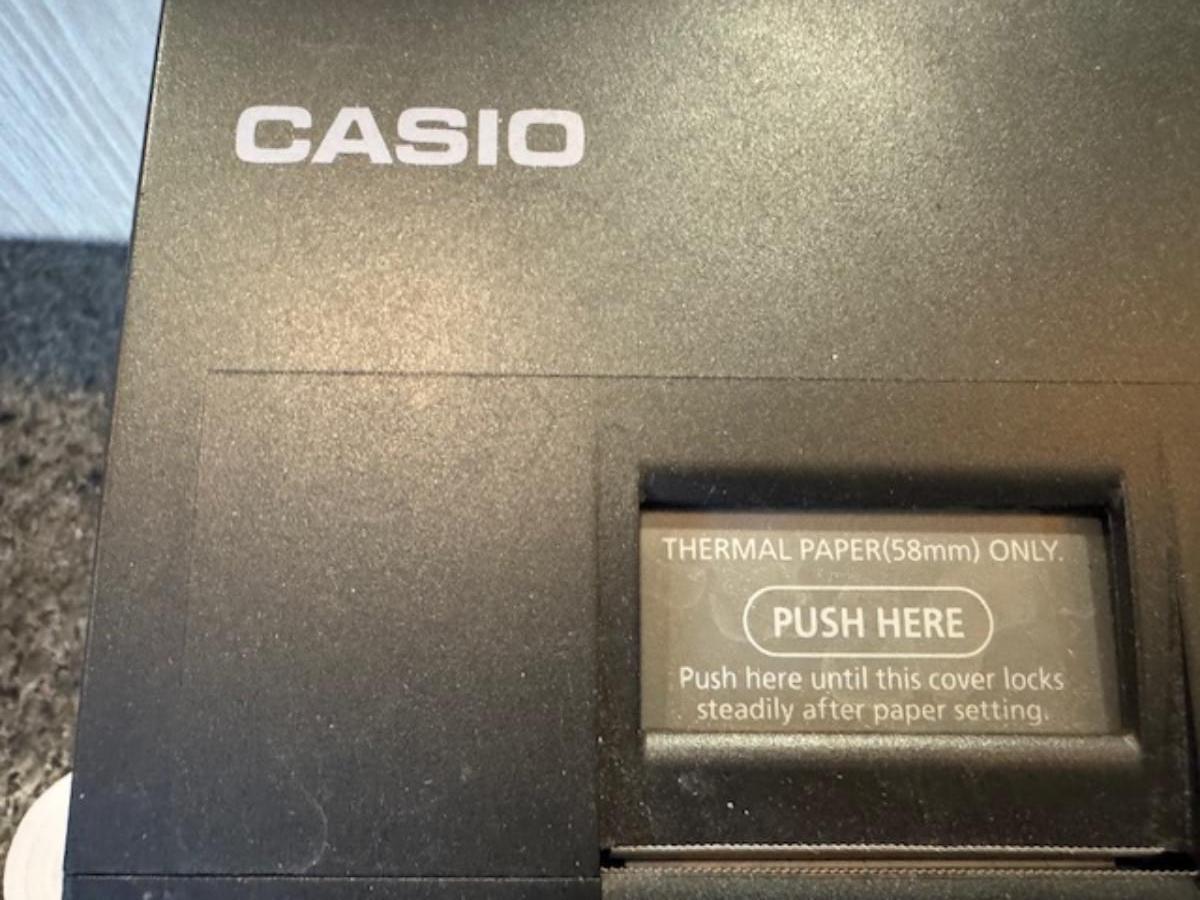 CASIO
THERMAL PAPER(58mm) ONLY.
PUSH HERE
Push here until this cover locks
steadily after paper setting.